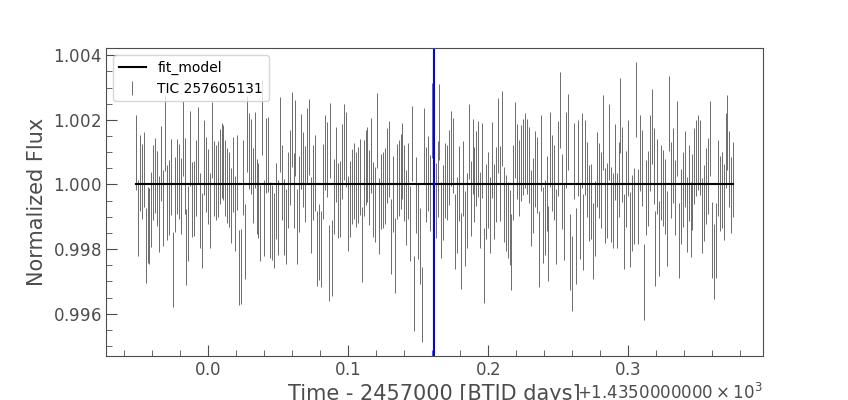 1.004
1.002
1.000
0.998
0.996
Normalized Flux
fit_model
TIC 257605131
0.0
0.1
0.2
0.3
Time - 2457000 [BTJD days]
+1.4350000000 × 10³